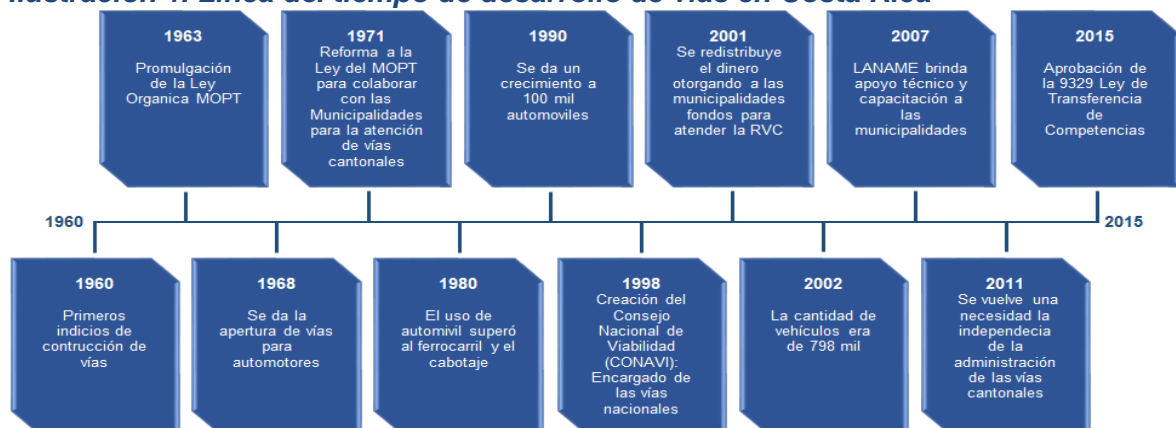 Ilustración 1. Línea del tiempo de desarrollo de vías en Costa Rica
1963
Promulgación
de la Ley
Organica MOPT
1971
Reforma a la
Ley del MOPT
para colaborar
con las
Municipalidades
para la atención
de vías
cantonales
1990
Se da un
crecimiento a
100 mil
automoviles
2001
Se redistribuye
el dinero
otorgando a las
municipalidades
fondos para
atender la RVC
2007
LANAME brinda
apoyo técnico y
capacitación a
las
municipalidades
2015
Aprobación de
la 9329 Ley de
Transferencia
de
Competencias
1960
2015
1960
Primeros
indicios de
contrucción de
vías
1968
Se da la
apertura de vías
para
automotores
1980
El uso de
automivil superó
al ferrocarril y el
cabotaje
1998
Creación del
Consejo
Nacional de
Viabilidad
(CONAVI):
Encargado de
las vías
nacionales
2002
La cantidad de
vehículos era
de 798 mil
2011
Se vuelve una
necesidad la
independecia
de la
administración
de las vías
cantonales